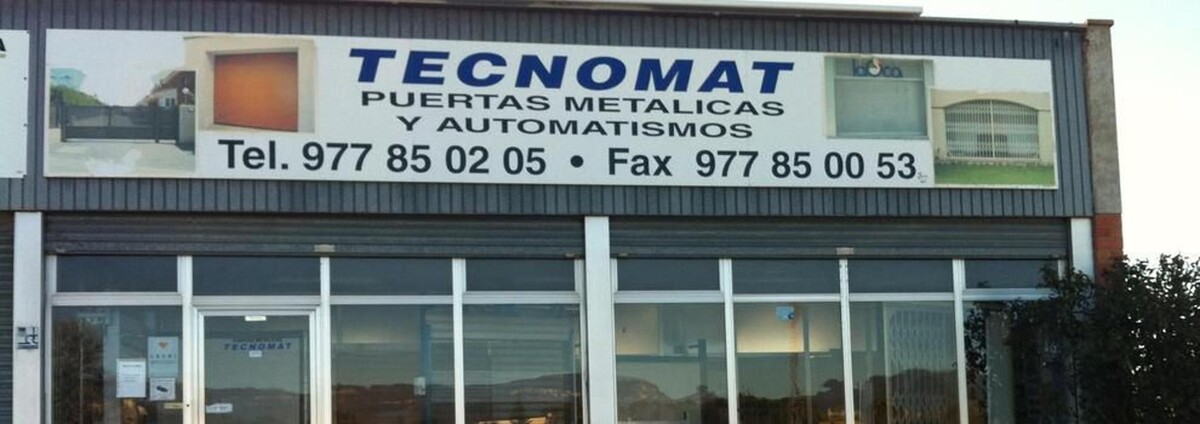 TECNOMAT
PUERTAS METALICAS
Y AUTOMATISMOS
Tel. 977 85 02 05 • Fax 977 85 00 53
TECNOMAT